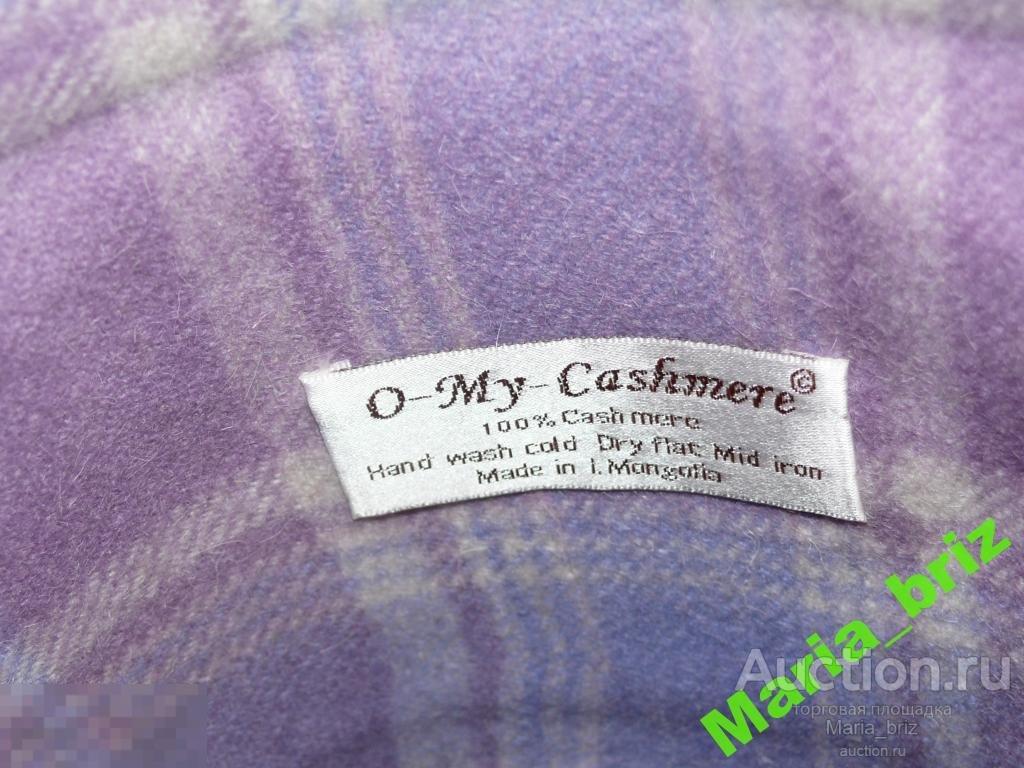 O-My-Cashmere©
100% Cashmere
Hand wash cold Dry flat Mid iron
Made in I.Mongolia
Maria_briz
Auction.ru
торговая площадка
Maria_briz
auction.ru